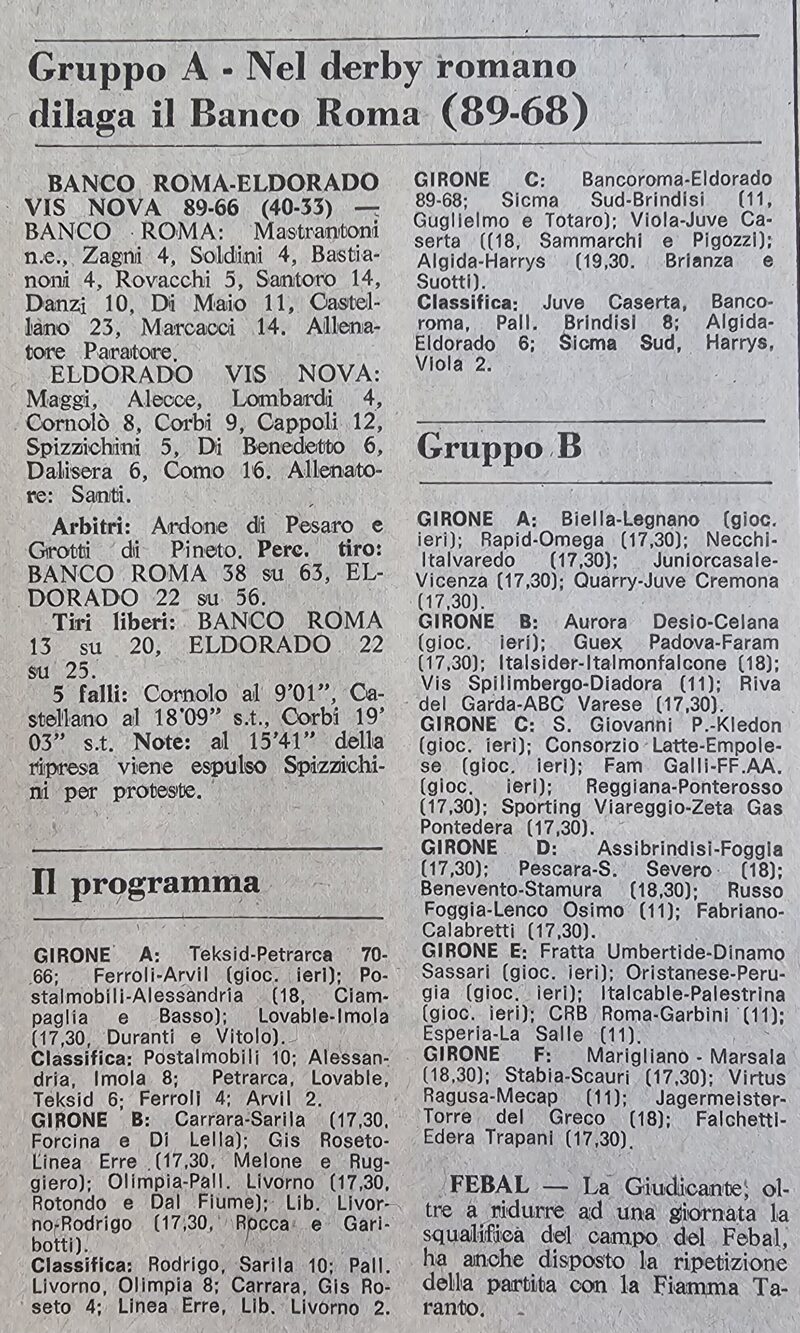 Gruppo A - Nel derby romano
dilaga il Banco Roma (89-68)
BANCO ROMA-ELDORADO
VIS NOVA 89-66 (40-33) —
BANCO ROMA: Mastrantoni
n.e., Zagni 4, Soldini 4, Bastia-
noni 4, Rovacchi 5, Santoro 14,
Danzi 10, Di Maio 11, Castel-
lano 23, Marcacci 14. Allena-
tore Paratore.
ELDORADO VIS NOVA:
Maggi, Alecce, Lombardi 4,
Cornolò 8, Corbi 9, Cappoli 12,
Spizzichini 5, Di Benedetto 6,
Dalisera 6, Como 16. Allenato-
re: Santi.
Arbitri: Ardone di Pesaro e
Grotti di Pineto. Perc. tiro:
BANCO ROMA 38 su 63, EL-
DORADO 22 su 56.
Tiri liberi: BANCO ROMA
13 su 20, ELDORADO 22
su 25.
5 falli: Cornolo al 9'01”, Ca-
stellano al 18'09” s.t., Corbi 19'
03” s.t. Note: al 15'41” della
ripresa viene espulso Spizzichi-
ni per proteste.
Il programma
GIRONE A: Teksid-Petrarca 70-
66; Ferroli-Arvil (gioc. ieri); Po-
stalmobili-Alessandria (18, Ciam-
paglia e Basso); Lovable-Imola
(17,30, Duranti e Vitolo).
Classifica: Postalmobili 10; Alessan-
dria, Imola 8; Petrarca, Lovable,
Teksid 6; Ferroli 4; Arvil 2.
GIRONE B: Carrara-Sarila (17,30,
Forcina e Di Lella); Gis Roseto-
Linea Erre (17,30, Melone e Rug-
giero); Olimpia-Pall. Livorno (17,30,
Rotondo e Dal Fiume); Lib. Livor-
no-Rodrigo (17,30, Rocca e Gari-
botti).
Classifica: Rodrigo, Sarila 10; Pall.
Livorno, Olimpia 8; Carrara, Gis Ro-
seto 4; Linea Erre, Lib. Livorno 2.
GIRONE C: Bancoroma-Eldorado
89-68; Sicma Sud-Brindisi (11,
Guglielmo e Totaro); Viola-Juve Ca-
serta ((18, Sammarchi e Pigozzi);
Algida-Harrys (19,30. Brianza e
Suotti).
Classifica: Juve Caserta, Banco-
roma, Pall. Brindisi 8; Algida-
Eldorado 6; Sicma Sud, Harrys,
Viola 2.
Gruppo B
GIRONE A: Biella-Legnano (gioc.
ieri); Rapid-Omega (17,30); Necchi-
Italvaredo (17,30); Juniorcasale-
Vicenza (17,30); Quarry-Juve Cremona
(17,30).
GIRONE B: Aurora Desio-Celana
(gioc. ieri); Guex Padova-Faram
(17,30); Italsider-Italmonfalcone (18);
Vis Spilimbergo-Diadora (11); Riva
del Garda-ABC Varese (17,30).
GIRONE C: S. Giovanni P.-Kledon
(gioc. ieri); Consorzio Latte-Empole-
se (gioc. ieri); Fam Galli-FF.AA.
(gioc. ieri); Reggiana-Ponterosso
(17,30); Sporting Viareggio-Zeta Gas
Pontedera (17,30).
GIRONE D: Assibrindisi-Foggia
(17,30); Pescara-S. Severo (18);
Benevento-Stamura (18,30); Russo
Foggia-Lenco Osimo (11); Fabriano-
Calabretti (17,30).
GIRONE E: Fratta Umbertide-Dinamo
Sassari (gioc. ieri); Oristanese-Peru-
gia (gioc. ieri); Italcable-Palestrina
(gioc. ieri); CRB Roma-Garbini (11);
Esperia-La Salle (11).
GIRONE F: Marigliano - Marsala
(18,30); Stabia-Scauri (17,30); Virtus
Ragusa-Mecap (11); Jagermeister-
Torre del Greco (18); Falchetti-
Edera Trapani (17,30).
FEBAL — La Giudicante, ol-
tre a ridurre ad una giornata la
squalifica del campo del Febal,
ha anche disposto la ripetizione
della partita con la Fiamma Ta-
ranto.